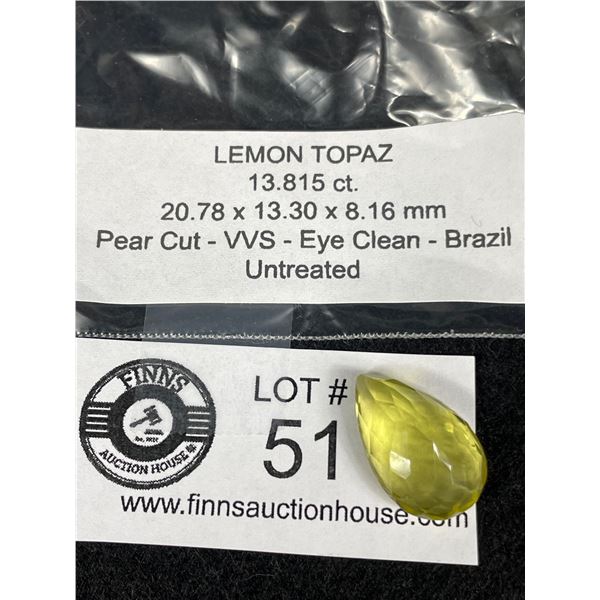 LEMON TOPAZ
13.815 ct.
20.78 x 13.30 x 8.16 mm
Pear Cut - VVS - Eye Clean - Brazil
Untreated
FINNS
AUCTION HOUSE
LOT #
51
www.finnsauctionhouse.com